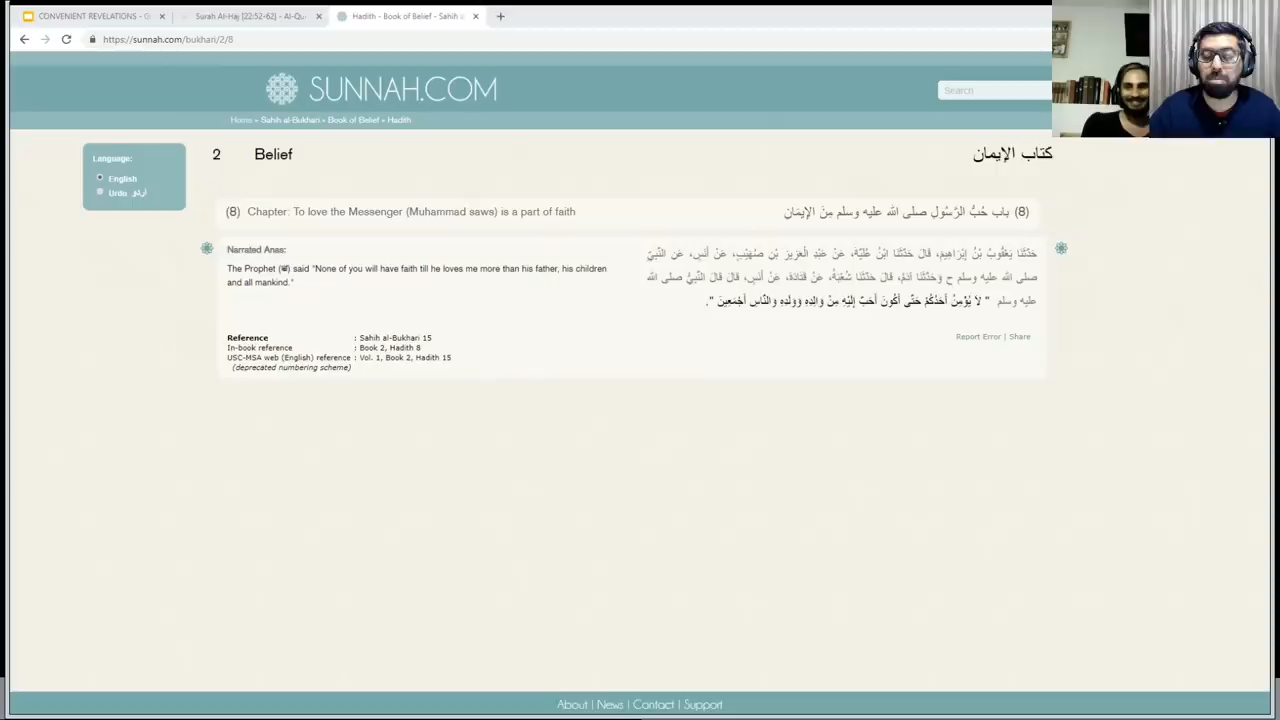 CONVENIENT REVELATIONS - G
Surah Al-Haj [22:52-62] - Al-Qu
Hadith - Book of Belief - Sahih a
https://sunnah.com/bukhari/2/8
SUNNAH.COM
Search
Home » Sahih al-Bukhari » Book of Belief » Hadith
Language:
English
Urdu اردو
2 Belief كتاب الإيمان
(8) Chapter: To love the Messenger (Muhammad saws) is a part of faith
(8) باب حُبُّ الرَّسُولِ صلى الله عليه وسلم مِنَ الإِيمَانِ
Narrated Anas:
The Prophet (ﷺ) said "None of you will have faith till he loves me more than his father, his children
and all mankind."
حَدَّثَنَا يَعْقُوبُ بْنُ إِبْرَاهِيمَ، قَالَ حَدَّثَنَا ابْنُ عُلَيَّةَ، عَنْ عَبْدِ الْعَزِيزِ بْنِ صُهَيْبٍ، عَنْ أَنَسٍ، عَنِ النَّبِيِّ
صلى الله عليه وسلم ح وَحَدَّثَنَا آدَمُ، قَالَ حَدَّثَنَا شُعْبَةُ، عَنْ قَتَادَةَ، عَنْ أَنَسٍ، قَالَ قَالَ النَّبِيُّ صلى الله
عليه وسلم " لاَ يُؤْمِنُ أَحَدُكُمْ حَتَّى أَكُونَ أَحَبَّ إِلَيْهِ مِنْ وَالِدِهِ وَوَلَدِهِ وَالنَّاسِ أَجْمَعِينَ ".
Reference : Sahih al-Bukhari 15
In-book reference : Book 2, Hadith 8
USC-MSA web (English) reference : Vol. 1, Book 2, Hadith 15
(deprecated numbering scheme)
Report Error | Share
About | News | Contact | Support